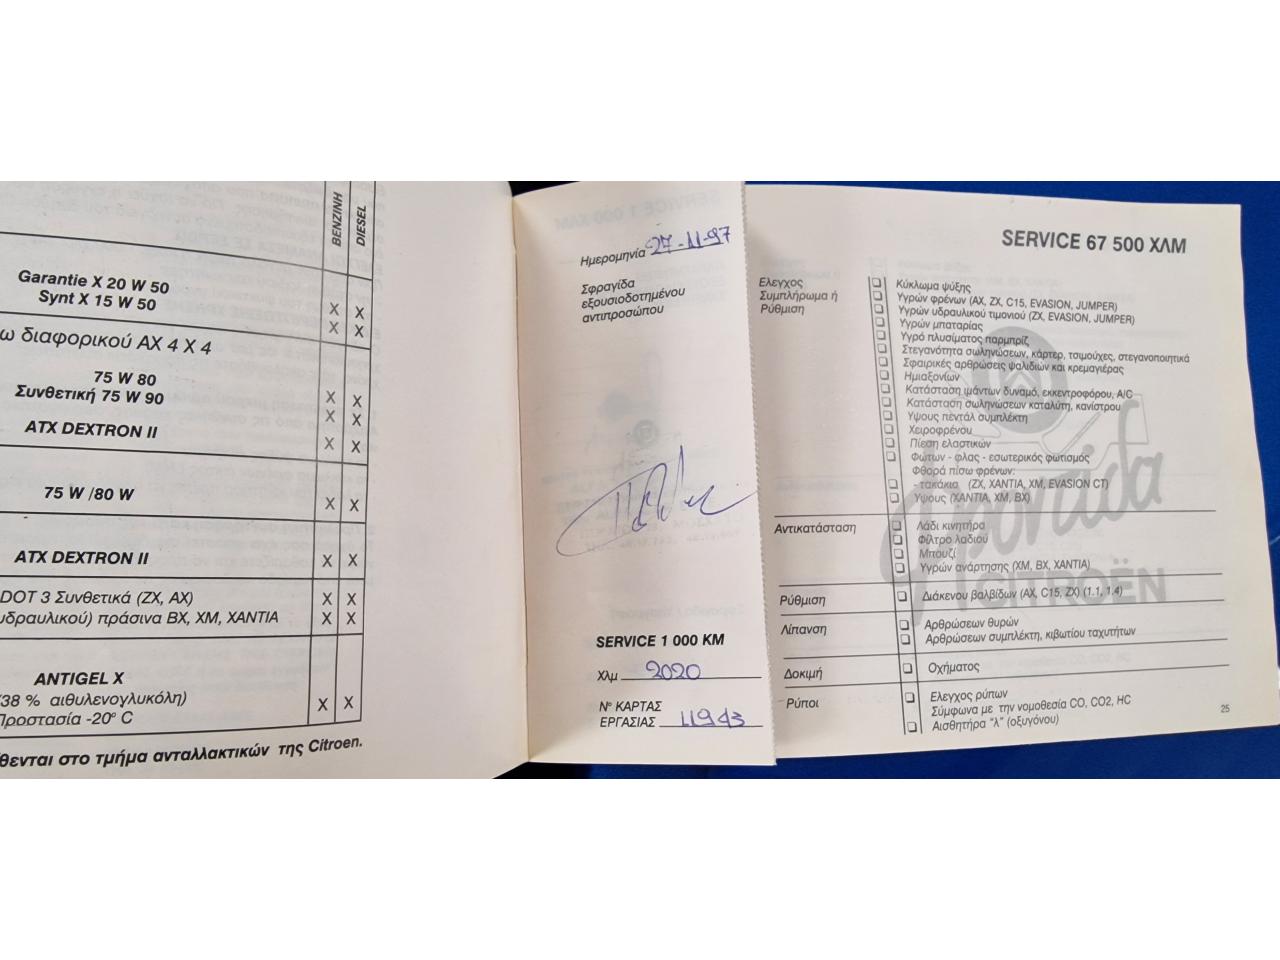 BENZINH
DIESEL
Garantie X 20 W 50
Synt X 15 W 50
X X
X X
ω διαφορικού AX 4 X 4
75 W 80
Συνθετική 75 W 90
X X
X X
ATX DEXTRON II
X X
75 W /80 W
X X
ATX DEXTRON II
X X
DOT 3 Συνθετικά (ZX, AX)
υδραυλικού) πράσινα BX, XM, XANTIA
X X
X X
ANTIGEL X
(38 % αιθυλενογλυκόλη)
Προστασία -20º C
X X
θενται στο τμήμα ανταλλακτικών της Citroen.
Ημερομηνία 27-11-97
Σφραγίδα
εξουσιοδοτημένου
αντιπροσώπου
SERVICE 1 000 KM
Χλμ 2020
Nº ΚΑΡΤΑΣ
ΕΡΓΑΣΙΑΣ 11943
SERVICE 67 500 ΧΛΜ
Ελεγχος
Συμπλήρωμα ή
Ρύθμιση
Κύκλωμα ψύξης
Υγρών φρένων (AX, ZX, C15, EVASION, JUMPER)
Υγρών υδραυλικού τιμονιού (ZX, EVASION, JUMPER)
Υγρών μπαταρίας
Υγρό πλυσίματος παρμπρίζ
Στεγανότητα σωληνώσεων, κάρτερ, τσιμούχες, στεγανοποιητικά
Σφαιρικές αρθρώσεις ψαλιδιών και κρεμαγιέρας
Ημιαξονίων
Κατάσταση ιμάντων δυναμό, εκκεντροφόρου, A/C
Κατάσταση σωληνώσεων καταλύτη, κανίστρου
Υψους πεντάλ συμπλέκτη
Χειροφρένου
Πίεση ελαστικών
Φώτων - φλας - εσωτερικός φωτισμός
Φθορά πίσω φρένων:
- τακάκια (ZX, XANTIA, XM, EVASION CT)
Υψους (XANTIA, XM, BX)
Αντικατάσταση
Λάδι κινητήρα
Φίλτρο λαδιού
Μπουζί
Υγρών ανάρτησης (XM, BX, XANTIA)
Ρύθμιση
Διάκενου βαλβίδων (AX, C15, ZX) (1.1, 1.4)
Λίπανση
Αρθρώσεων θυρών
Αρθρώσεων συμπλέκτη, κιβωτίου ταχυτήτων
Δοκιμή
Οχήματος
Ρύποι
Ελεγχος ρύπων
Σύμφωνα με την νομοθεσία CO, CO2, HC
Αισθητήρα "λ" (οξυγόνου)
Φροντίδα
CITROËN
25